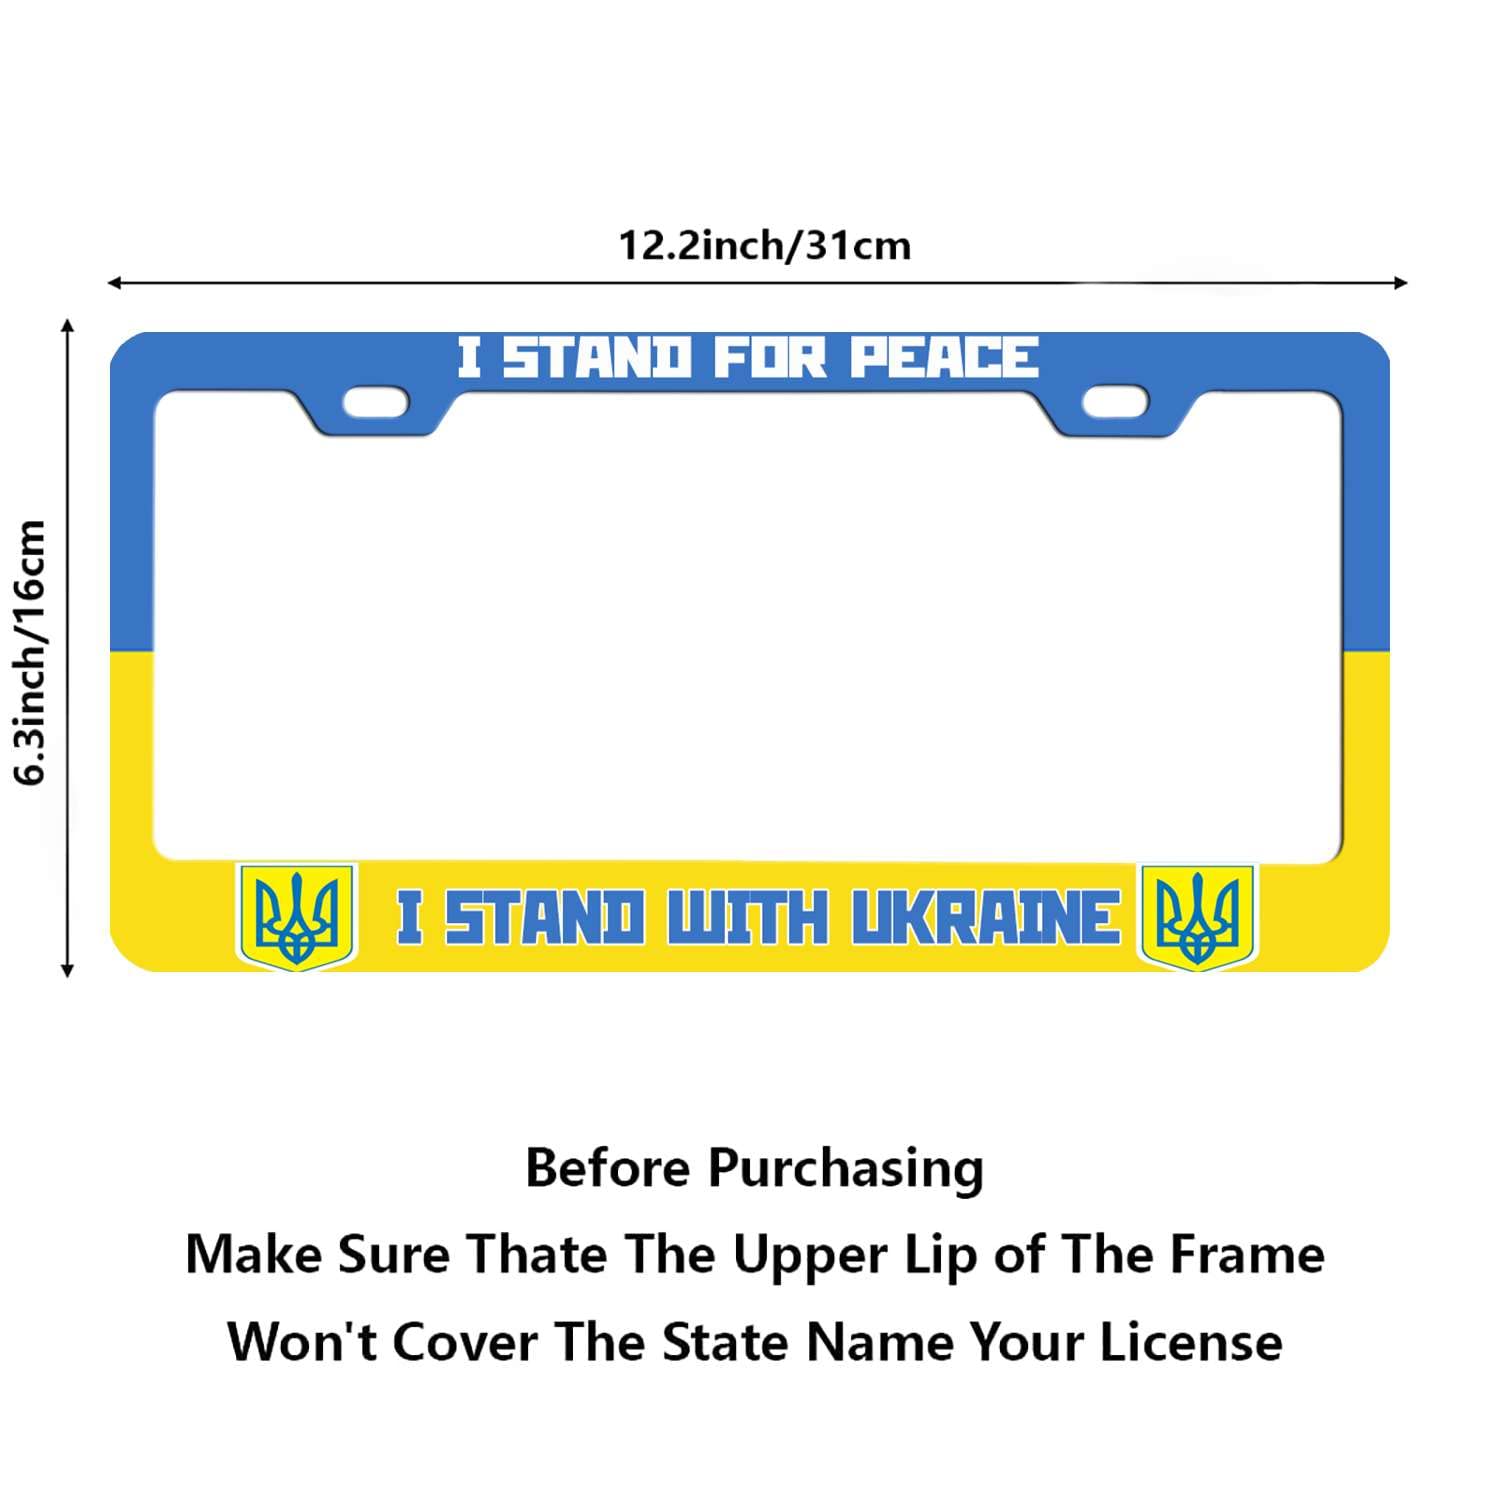 12.2inch/31cm
6.3inch/16cm
I STAND FOR PEACE
I STAND WITH UKRAINE
Before Purchasing
Make Sure Thate The Upper Lip of The Frame
Won't Cover The State Name Your License